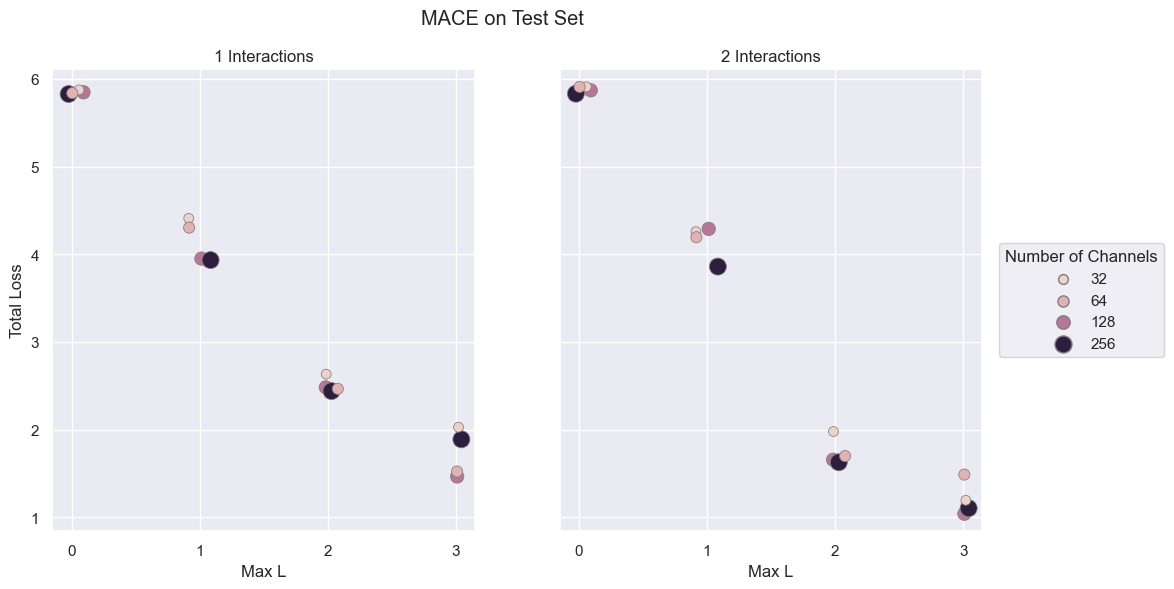 MACE on Test Set
1 Interactions
2 Interactions
Total Loss
6
5
4
3
2
1
0
1
2
3
Max L
0
1
2
3
Max L
Number of Channels
32
64
128
256